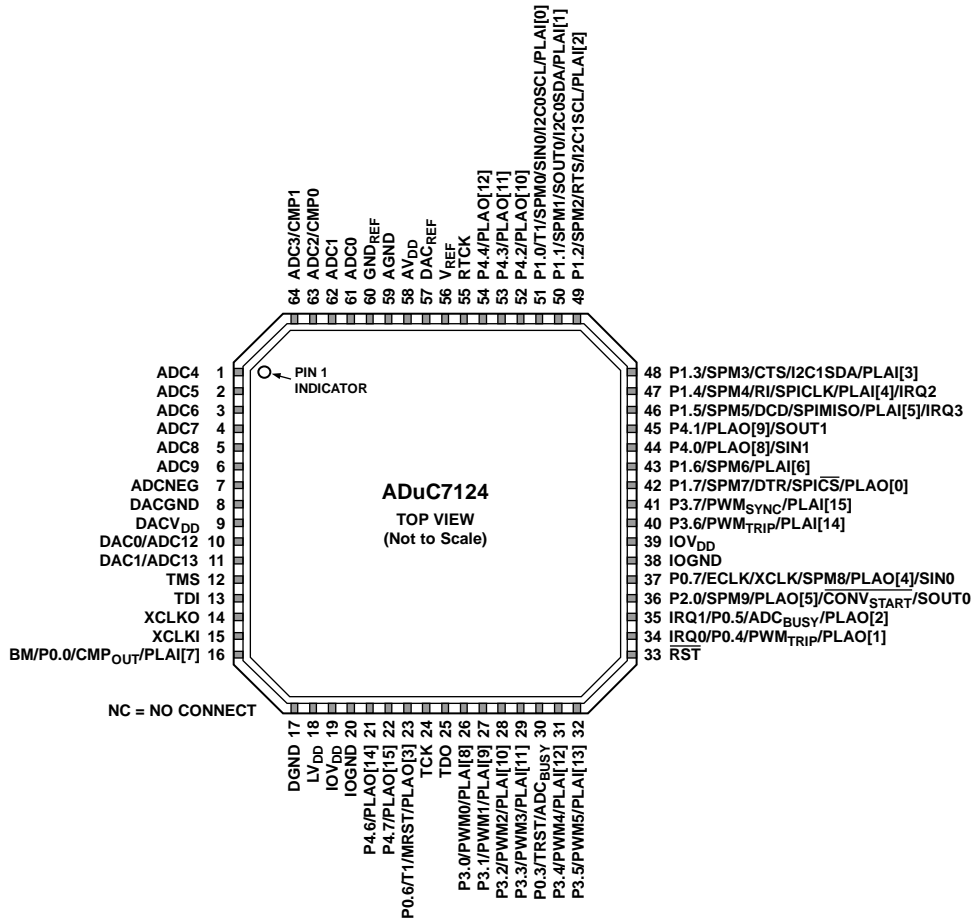 64 ADC3/CMP1
63 ADC2/CMP0
62 ADC1
61 ADC0
60 GNDREF
59 AGND
58 AVDD
57 DACREF
56 VREF
55 RTCK
54 P4.4/PLAO[12]
53 P4.3/PLAO[11]
52 P4.2/PLAO[10]
51 P1.0/T1/SPM0/SIN0/I2C0SCL/PLAI[0]
50 P1.1/SPM1/SOUT0/I2C0SDA/PLAI[1]
49 P1.2/SPM2/RTS/I2C1SCL/PLAI[2]
ADC4 1
ADC5 2
ADC6 3
ADC7 4
ADC8 5
ADC9 6
ADCNEG 7
DACGND 8
DACVDD 9
DAC0/ADC12 10
DAC1/ADC13 11
TMS 12
TDI 13
XCLKO 14
XCLKI 15
BM/P0.0/CMPOUT/PLAI[7] 16
PIN 1
INDICATOR
ADuC7124
TOP VIEW
(Not to Scale)
48 P1.3/SPM3/CTS/I2C1SDA/PLAI[3]
47 P1.4/SPM4/RI/SPICLK/PLAI[4]/IRQ2
46 P1.5/SPM5/DCD/SPIMISO/PLAI[5]/IRQ3
45 P4.1/PLAO[9]/SOUT1
44 P4.0/PLAO[8]/SIN1
43 P1.6/SPM6/PLAI[6]
42 P1.7/SPM7/DTR/SPICS/PLAO[0]
41 P3.7/PWMSYNC/PLAI[15]
40 P3.6/PWMTRIP/PLAI[14]
39 IOVDD
38 IOGND
37 P0.7/ECLK/XCLK/SPM8/PLAO[4]/SIN0
36 P2.0/SPM9/PLAO[5]/CONVSTART/SOUT0
35 IRQ1/P0.5/ADCBUSY/PLAO[2]
34 IRQ0/P0.4/PWMTRIP/PLAO[1]
33 RST
NC = NO CONNECT
DGND 17
LVDD 18
IOVDD 19
IOGND 20
P4.6/PLAO[14] 21
P4.7/PLAO[15] 22
P0.6/T1/MRST/PLAO[3] 23
TCK 24
TDO 25
P3.0/PWM0/PLAI[8] 26
P3.1/PWM1/PLAI[9] 27
P3.2/PWM2/PLAI[10] 28
P3.3/PWM3/PLAI[11] 29
P0.3/TRST/ADCBUSY 30
P3.4/PWM4/PLAI[12] 31
P3.5/PWM5/PLAI[13] 32